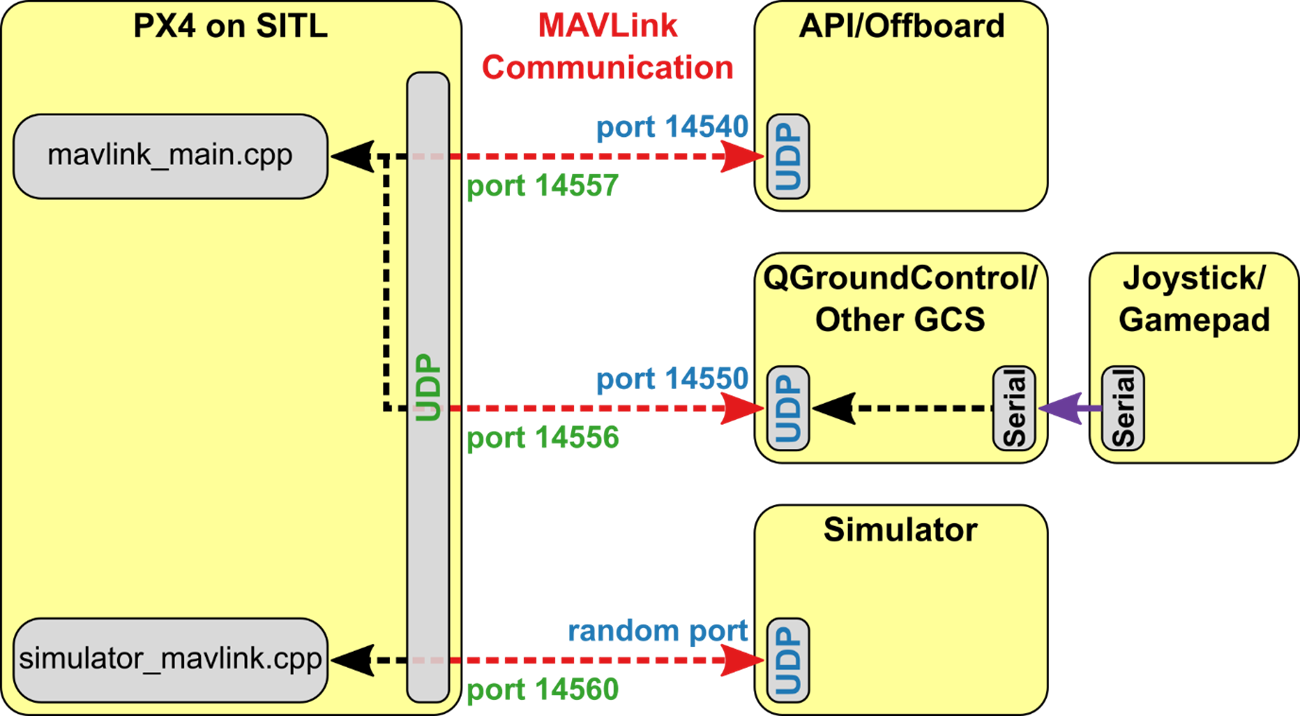 PX4 on SITL
mavlink_main.cpp
UDP
simulator_mavlink.cpp
MAVLink
Communication
port 14540
port 14557
port 14550
port 14556
random port
port 14560
API/Offboard
UDP
QGroundControl/
Other GCS
UDP
Serial
Joystick/
Gamepad
Serial
Simulator
UDP